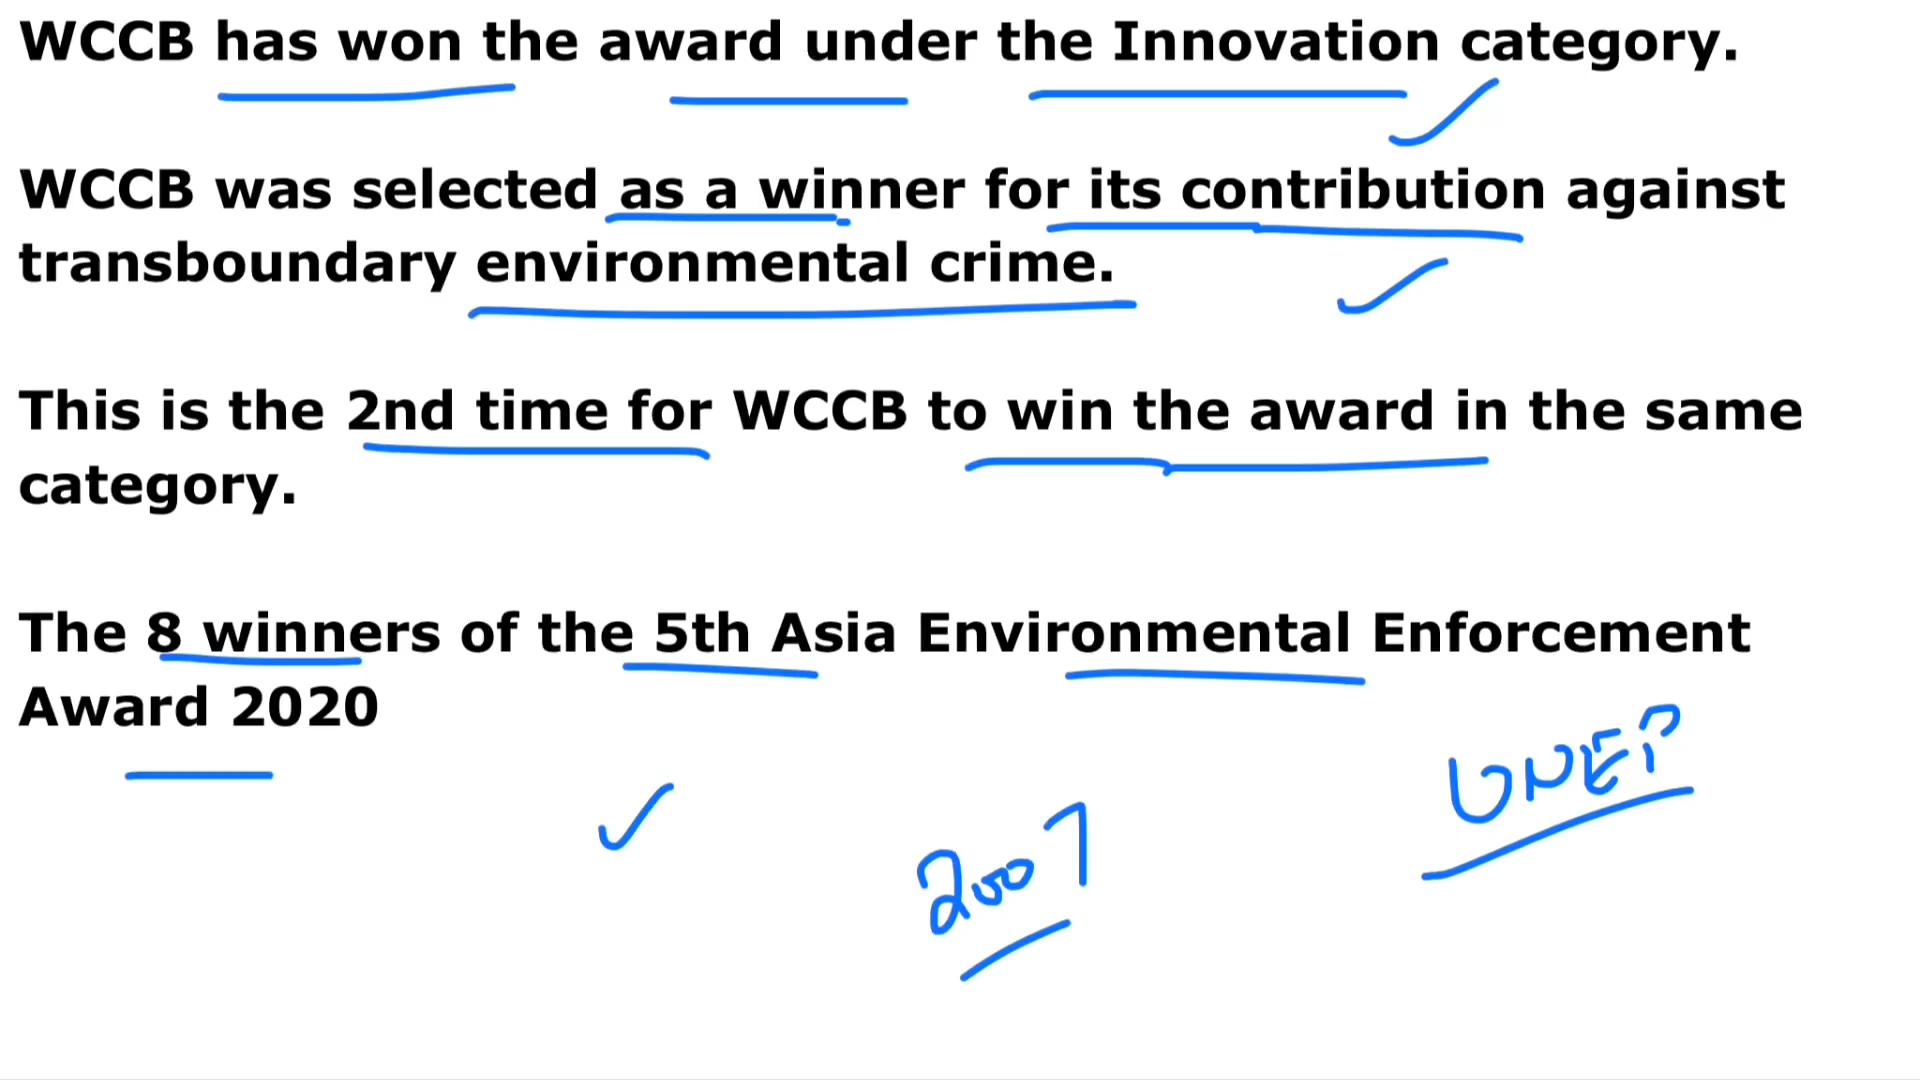 WCCB has won the award under the Innovation category.
WCCB was selected as a winner for its contribution against
transboundary environmental crime.
This is the 2nd time for WCCB to win the award in the same
category.
The 8 winners of the 5th Asia Environmental Enforcement
Award 2020
UNEP
2007